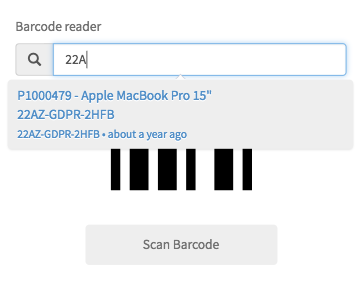 Barcode reader
22A
P1000479 - Apple MacBook Pro 15"
22AZ-GDPR-2HFB
22AZ-GDPR-2HFB • about a year ago
Scan Barcode